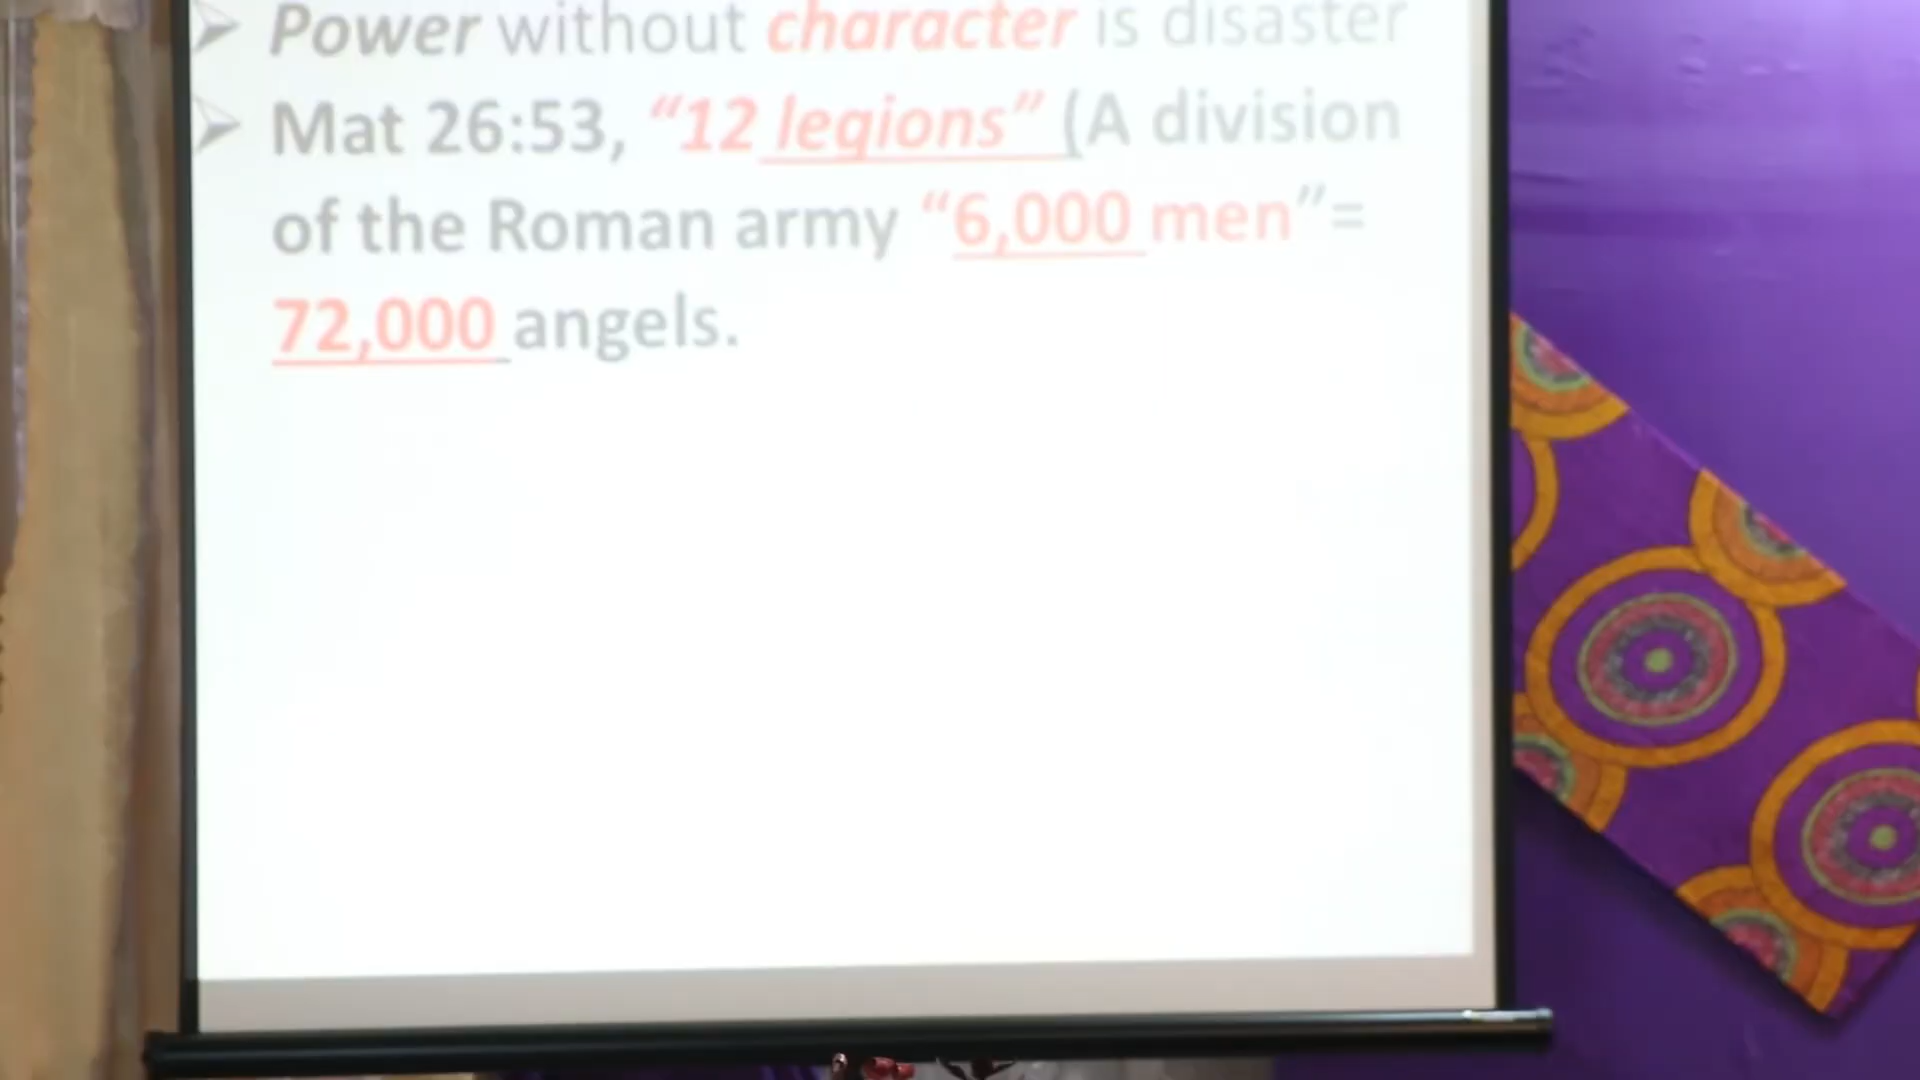 ➢ Power without character is disaster
➢ Mat 26:53, “12 legions” (A division
of the Roman army “6,000 men”=
72,000 angels.